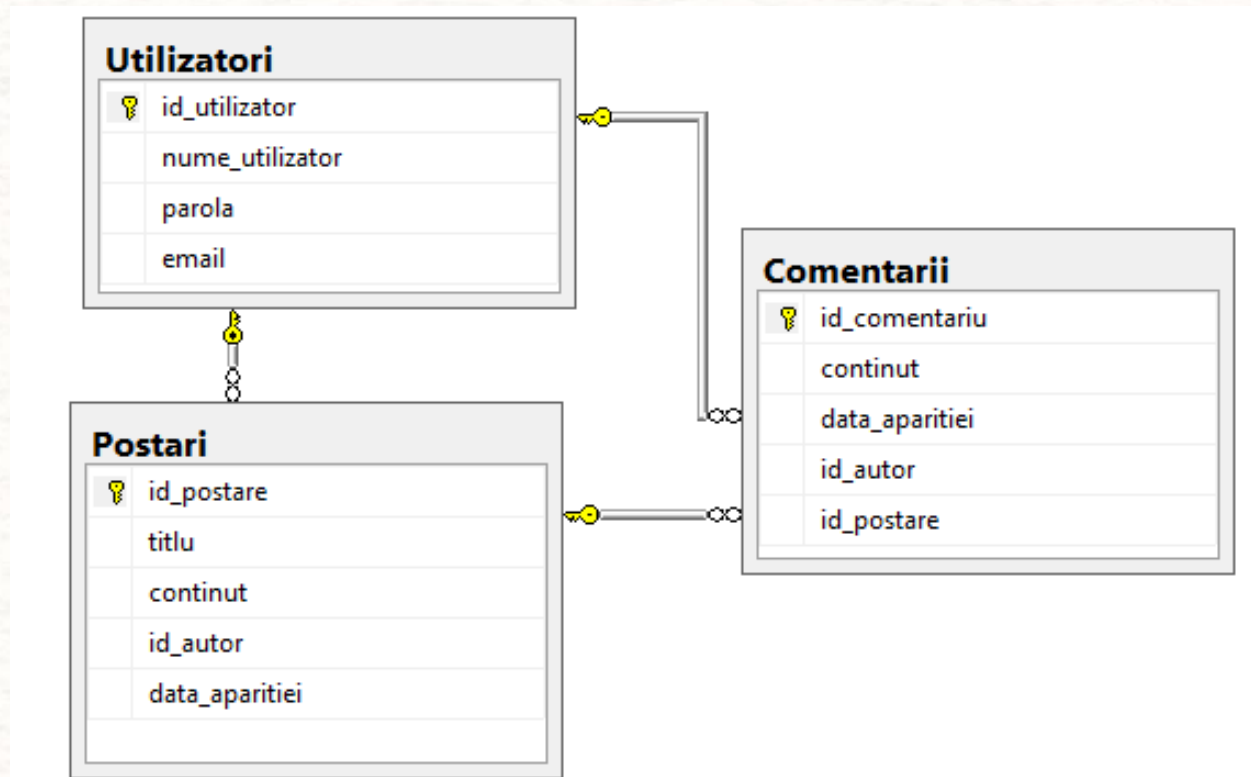 Utilizatori
id_utilizator
nume_utilizator
parola
email
Comentarii
id_comentariu
continut
data_aparitiei
id_autor
id_postare
Postari
id_postare
titlu
continut
id_autor
data_aparitiei